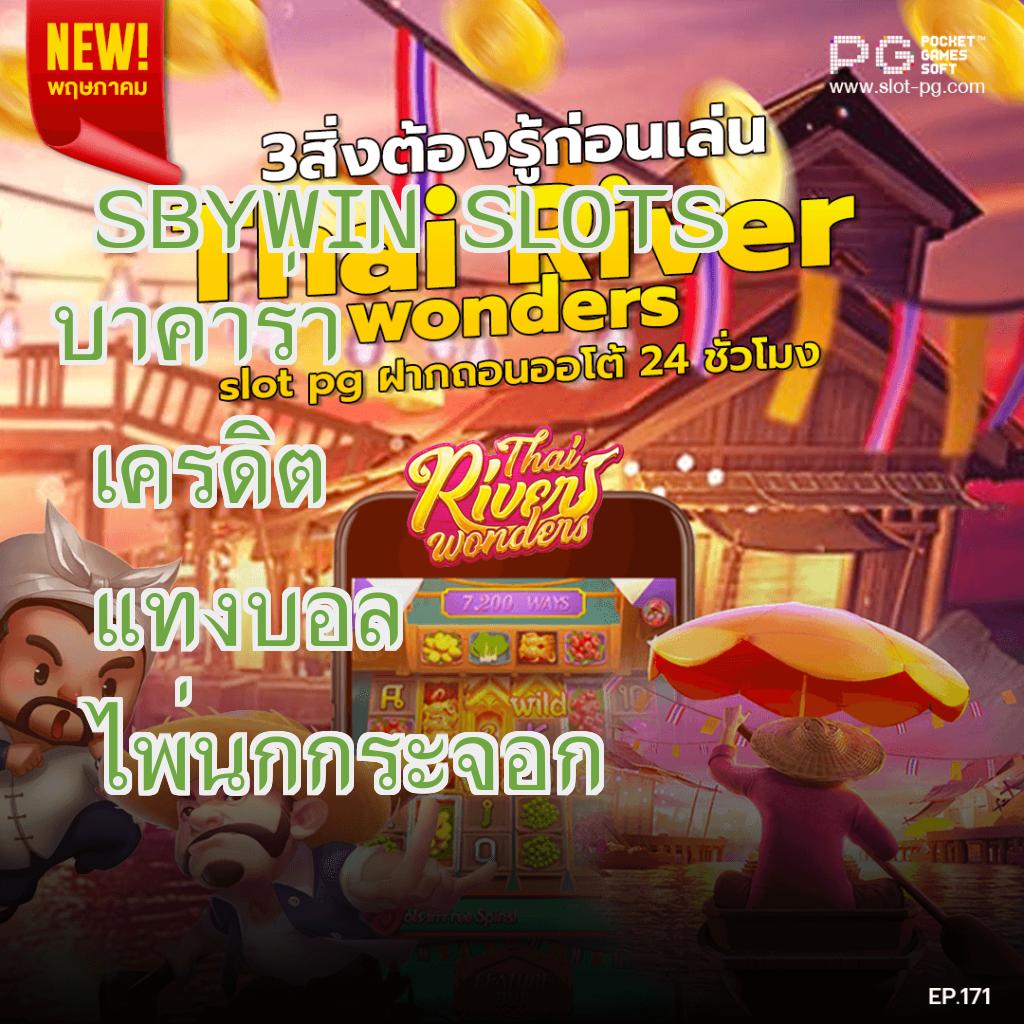 NEW!
พฤษภาคม
PG POCKET GAMES SOFT™
www.slot-pg.com
3สิ่งต้องรู้ก่อนเล่น
SBYWIN SLOTS
Thai River
บาคาร่า
wonders
slot pg ฝากถอนออโต้ 24 ชั่วโมง
เครดิต
Thai River wonders
แทงบอล
7,200 WAYS
wild
ไพ่นกกระจอก
EP.171